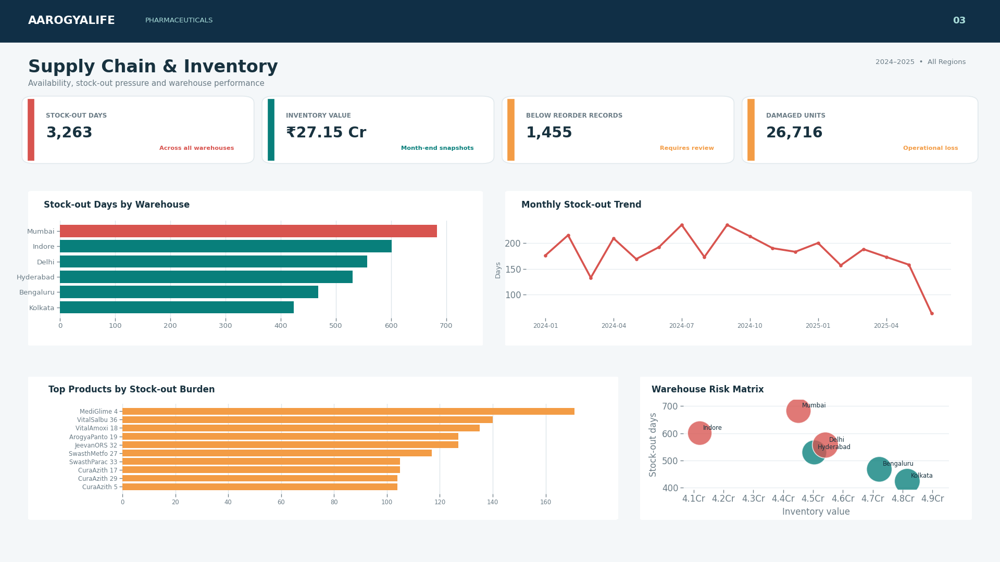 AAROGYALIFE PHARMACEUTICALS 03
Supply Chain & Inventory
2024–2025 • All Regions
Availability, stock-out pressure and warehouse performance
STOCK-OUT DAYS
3,263
Across all warehouses
INVENTORY VALUE
₹27.15 Cr
Month-end snapshots
BELOW REORDER RECORDS
1,455
Requires review
DAMAGED UNITS
26,716
Operational loss
Stock-out Days by Warehouse
Mumbai
Indore
Delhi
Hyderabad
Bengaluru
Kolkata
0 100 200 300 400 500 600 700
Monthly Stock-out Trend
Days
200
150
100
2024-01 2024-04 2024-07 2024-10 2025-01 2025-04
Top Products by Stock-out Burden
MediGlime 4
VitalSalbu 36
VitalAmoxi 18
ArogyaPanto 19
JeevanORS 32
SwasthMetfo 27
SwasthParac 33
CuraAzith 17
CuraAzith 29
CuraAzith 5
0 20 40 60 80 100 120 140 160
Warehouse Risk Matrix
Stock-out days
700
600
500
400
Mumbai
Indore
Delhi
Hyderabad
Bengaluru
Kolkata
4.1Cr 4.2Cr 4.3Cr 4.4Cr 4.5Cr 4.6Cr 4.7Cr 4.8Cr 4.9Cr
Inventory value